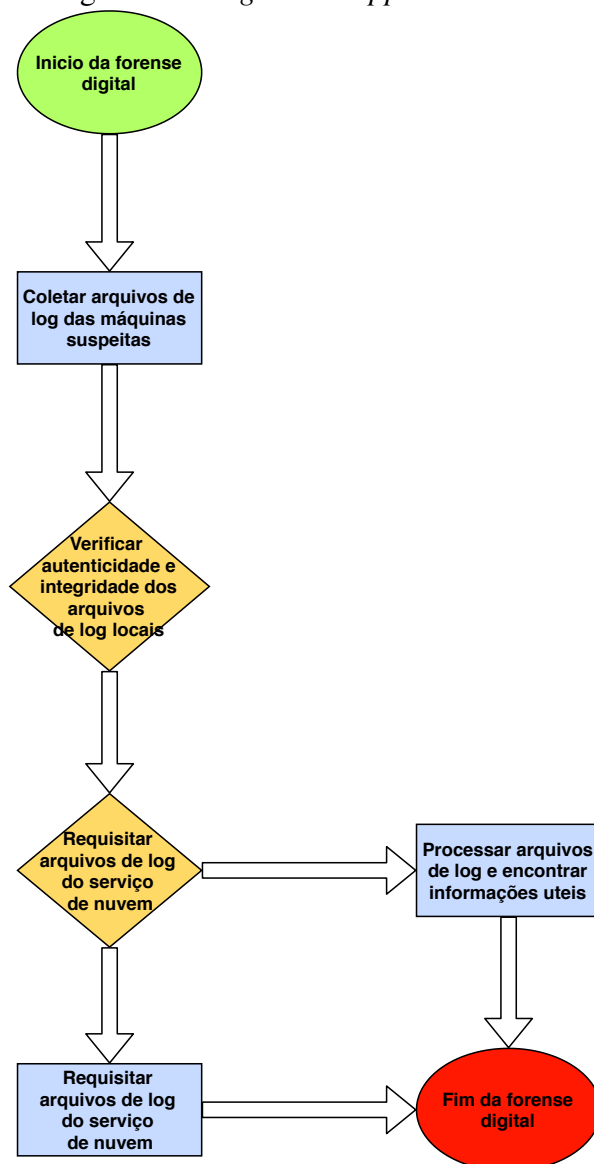 Inicio da forense
digital
Coletar arquivos de
log das máquinas
suspeitas
Verificar
autenticidade e
integridade dos
arquivos
de log locais
Requisitar
arquivos de log
do serviço
de nuvem
Processar arquivos
de log e encontrar
informações uteis
Requisitar
arquivos de log
do serviço
de nuvem
Fim da forense
digital